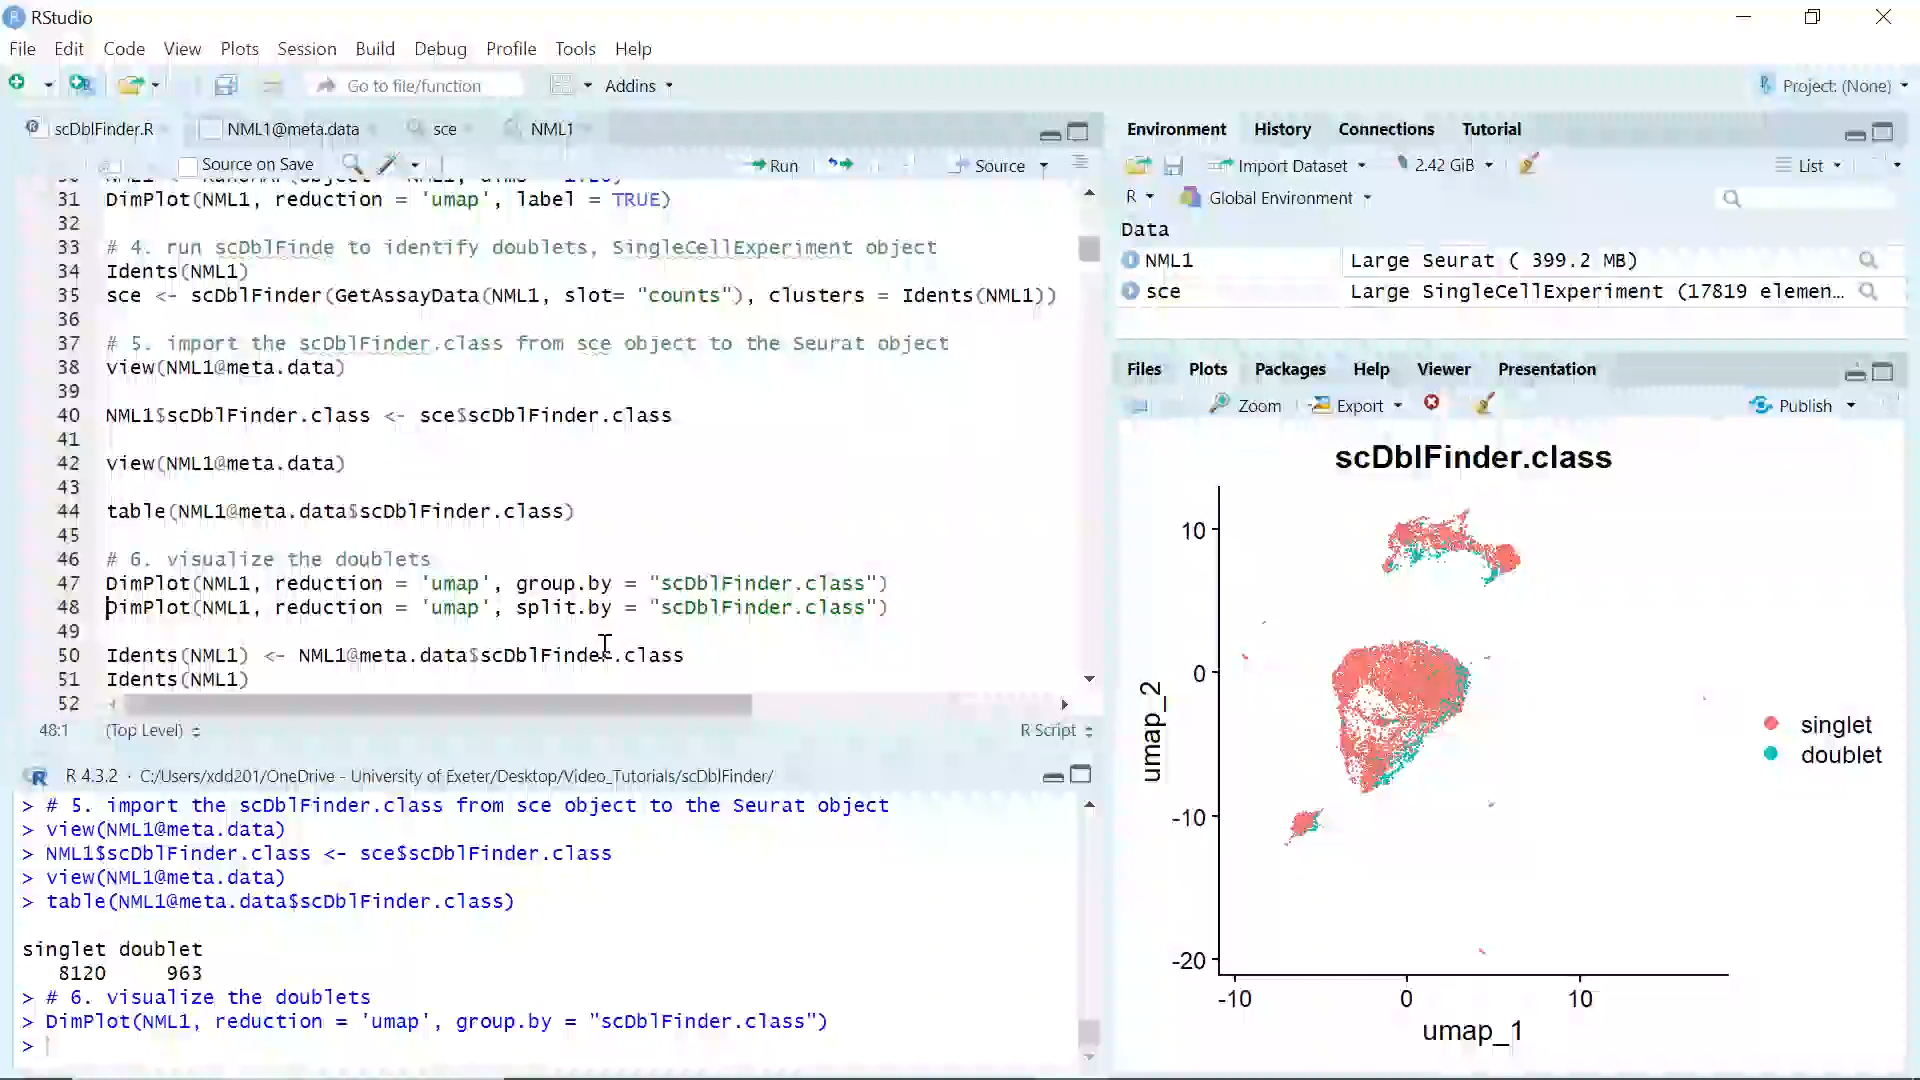 RStudio
File Edit Code View Plots Session Build Debug Profile Tools Help
Go to file/function Addins Project: (None)
scDblFinder.R NML1@meta.data sce NML1
Source on Save Run Source
31 DimPlot(NML1, reduction = 'umap', label = TRUE)
32
33 # 4. run scDblFinde to identify doublets, SingleCellExperiment object
34 Idents(NML1)
35 sce <- scDblFinder(GetAssayData(NML1, slot= "counts"), clusters = Idents(NML1))
36
37 # 5. import the scDblFinder.class from sce object to the Seurat object
38 view(NML1@meta.data)
39
40 NML1$scDblFinder.class <- sce$scDblFinder.class
41
42 view(NML1@meta.data)
43
44 table(NML1@meta.data$scDblFinder.class)
45
46 # 6. visualize the doublets
47 DimPlot(NML1, reduction = 'umap', group.by = "scDblFinder.class")
48 DimPlot(NML1, reduction = 'umap', split.by = "scDblFinder.class")
49
50 Idents(NML1) <- NML1@meta.data$scDblFinder.class
51 Idents(NML1)
52
48:1 (Top Level) R Script
R 4.3.2 · C:/Users/xdd201/OneDrive - University of Exeter/Desktop/Video_Tutorials/scDblFinder/
> # 5. import the scDblFinder.class from sce object to the Seurat object
> view(NML1@meta.data)
> NML1$scDblFinder.class <- sce$scDblFinder.class
> view(NML1@meta.data)
> table(NML1@meta.data$scDblFinder.class)
singlet doublet
8120 963
> # 6. visualize the doublets
> DimPlot(NML1, reduction = 'umap', group.by = "scDblFinder.class")
>
Environment History Connections Tutorial
Import Dataset 2.42 GiB List
R Global Environment
Data
NML1 Large Seurat ( 399.2 MB)
sce Large SingleCellExperiment (17819 elemen...
Files Plots Packages Help Viewer Presentation
Zoom Export Publish
scDblFinder.class
10
0
-10
-20
umap_2
singlet
doublet
-10 0 10
umap_1